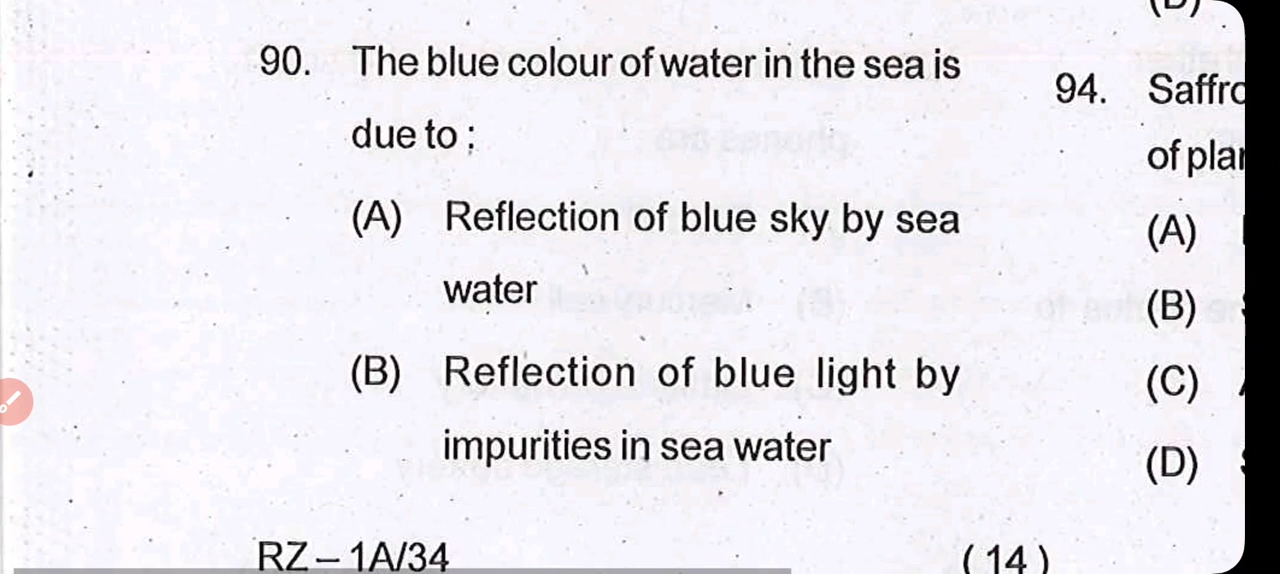 90. The blue colour of water in the sea is
due to :
(A) Reflection of blue sky by sea
water
(B) Reflection of blue light by
impurities in sea water
RZ – 1A/34
( 14 )
(D)
94. Saffro
of plan
(A)
(B)
(C)
(D)